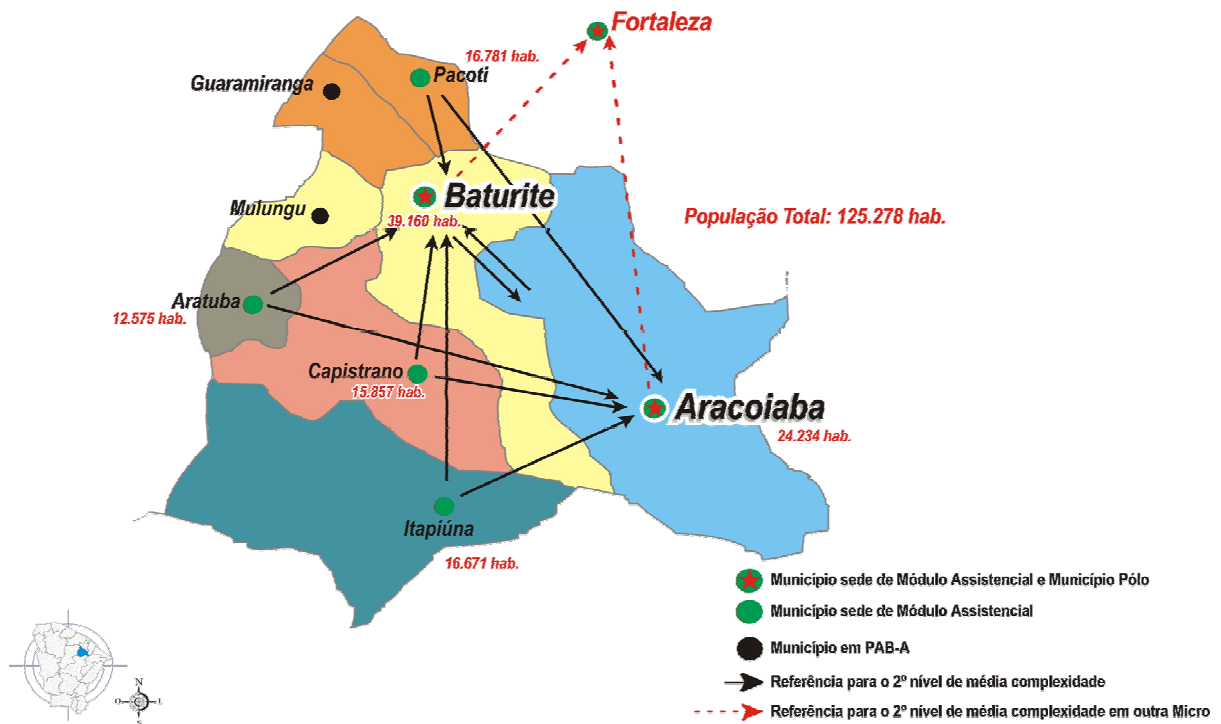 Fortaleza
16.781 hab.
Pacoti
Guaramiranga
Baturite
39.160 hab.
Mulungu
População Total: 125.278 hab.
Aratuba
12.575 hab.
Capistrano
15.857 hab.
Aracoiaba
24.234 hab.
Itapiúna
16.671 hab.
Município sede de Módulo Assistencial e Município Pólo
Município sede de Módulo Assistencial
Município em PAB-A
Referência para o 2º nível de média complexidade
Referência para o 2º nível de média complexidade em outra Micro
N
O
L
S